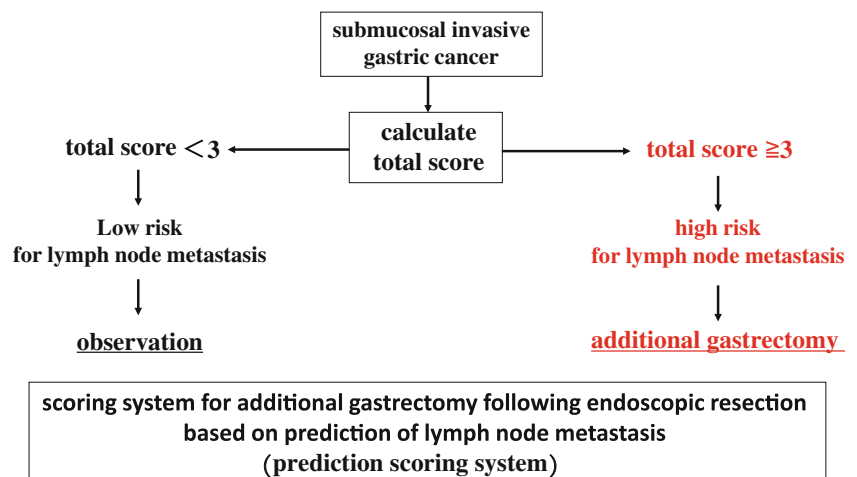 submucosal invasive
gastric cancer
calculate
total score
total score <3
total score ≧3
Low risk
for lymph node metastasis
high risk
for lymph node metastasis
observation
additional gastrectomy
scoring system for additional gastrectomy following endoscopic resection
based on prediction of lymph node metastasis
(prediction scoring system)